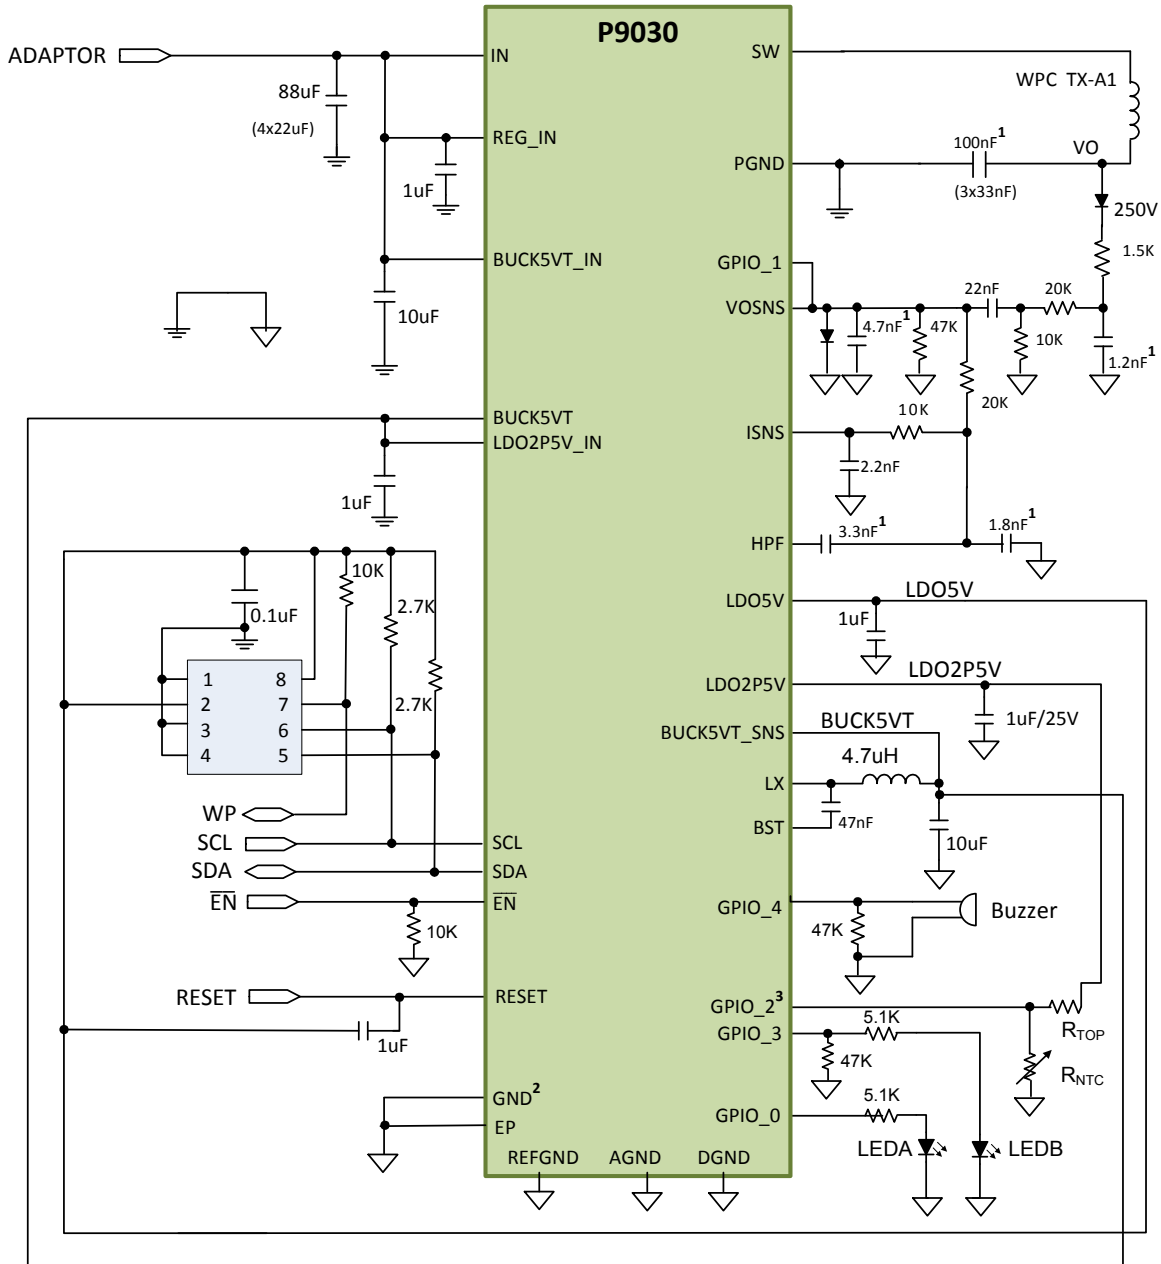 P9030
ADAPTOR
IN
SW
WPC TX-A1
88uF
(4x22uF)
REG_IN
1uF
PGND
100nF1
(3x33nF)
VO
250V
1.5K
BUCK5VT_IN
10uF
GPIO_1
VOSNS
22nF
20K
4.7nF1
47K
10K
1.2nF1
20K
BUCK5VT
LDO2P5V_IN
1uF
ISNS
10K
2.2nF
HPF
3.3nF1
1.8nF1
10K
2.7K
0.1uF
2.7K
LDO5V
LDO5V
1uF
1 8
2 7
3 6
4 5
LDO2P5V
LDO2P5V
1uF/25V
BUCK5VT_SNS
BUCK5VT
4.7uH
LX
47nF
BST
10uF
WP
SCL
SCL
SDA
SDA
EN
EN
10K
GPIO_4
47K
Buzzer
RESET
RESET
1uF
GPIO_23
RTOP
GPIO_3
5.1K
47K
RNTC
GND2
EP
GPIO_0
5.1K
LEDA
LEDB
REFGND AGND DGND